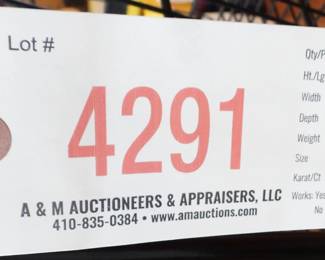 Lot #
4291
A & M AUCTIONEERS & APPRAISERS, LLC
410-835-0384 • www.amauctions.com
Qty/P
Ht./Lg
Width
Depth
Weight
Size
Karat/Ct
Works: Yes
No